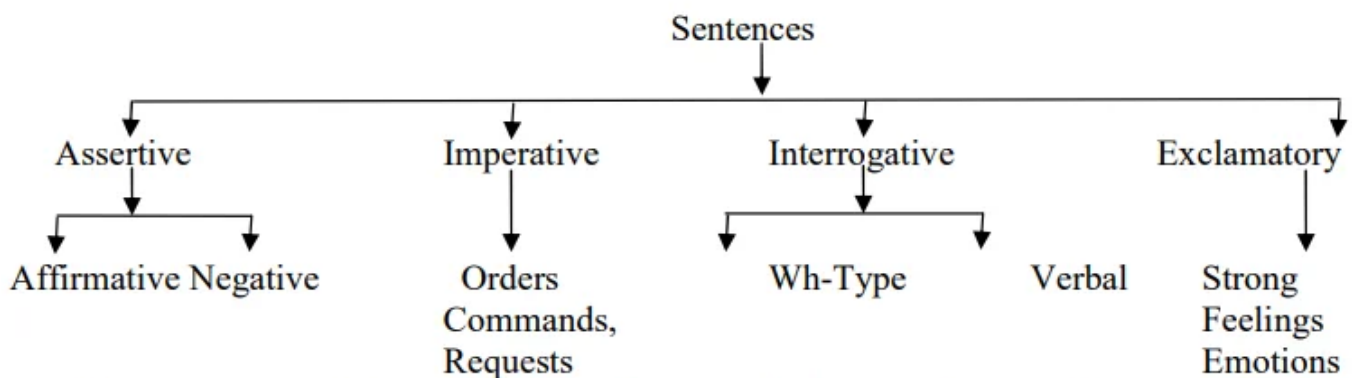 Sentences
Assertive Imperative Interrogative Exclamatory
Affirmative Negative Orders Wh-Type Verbal Strong
Commands, Feelings
Requests Emotions